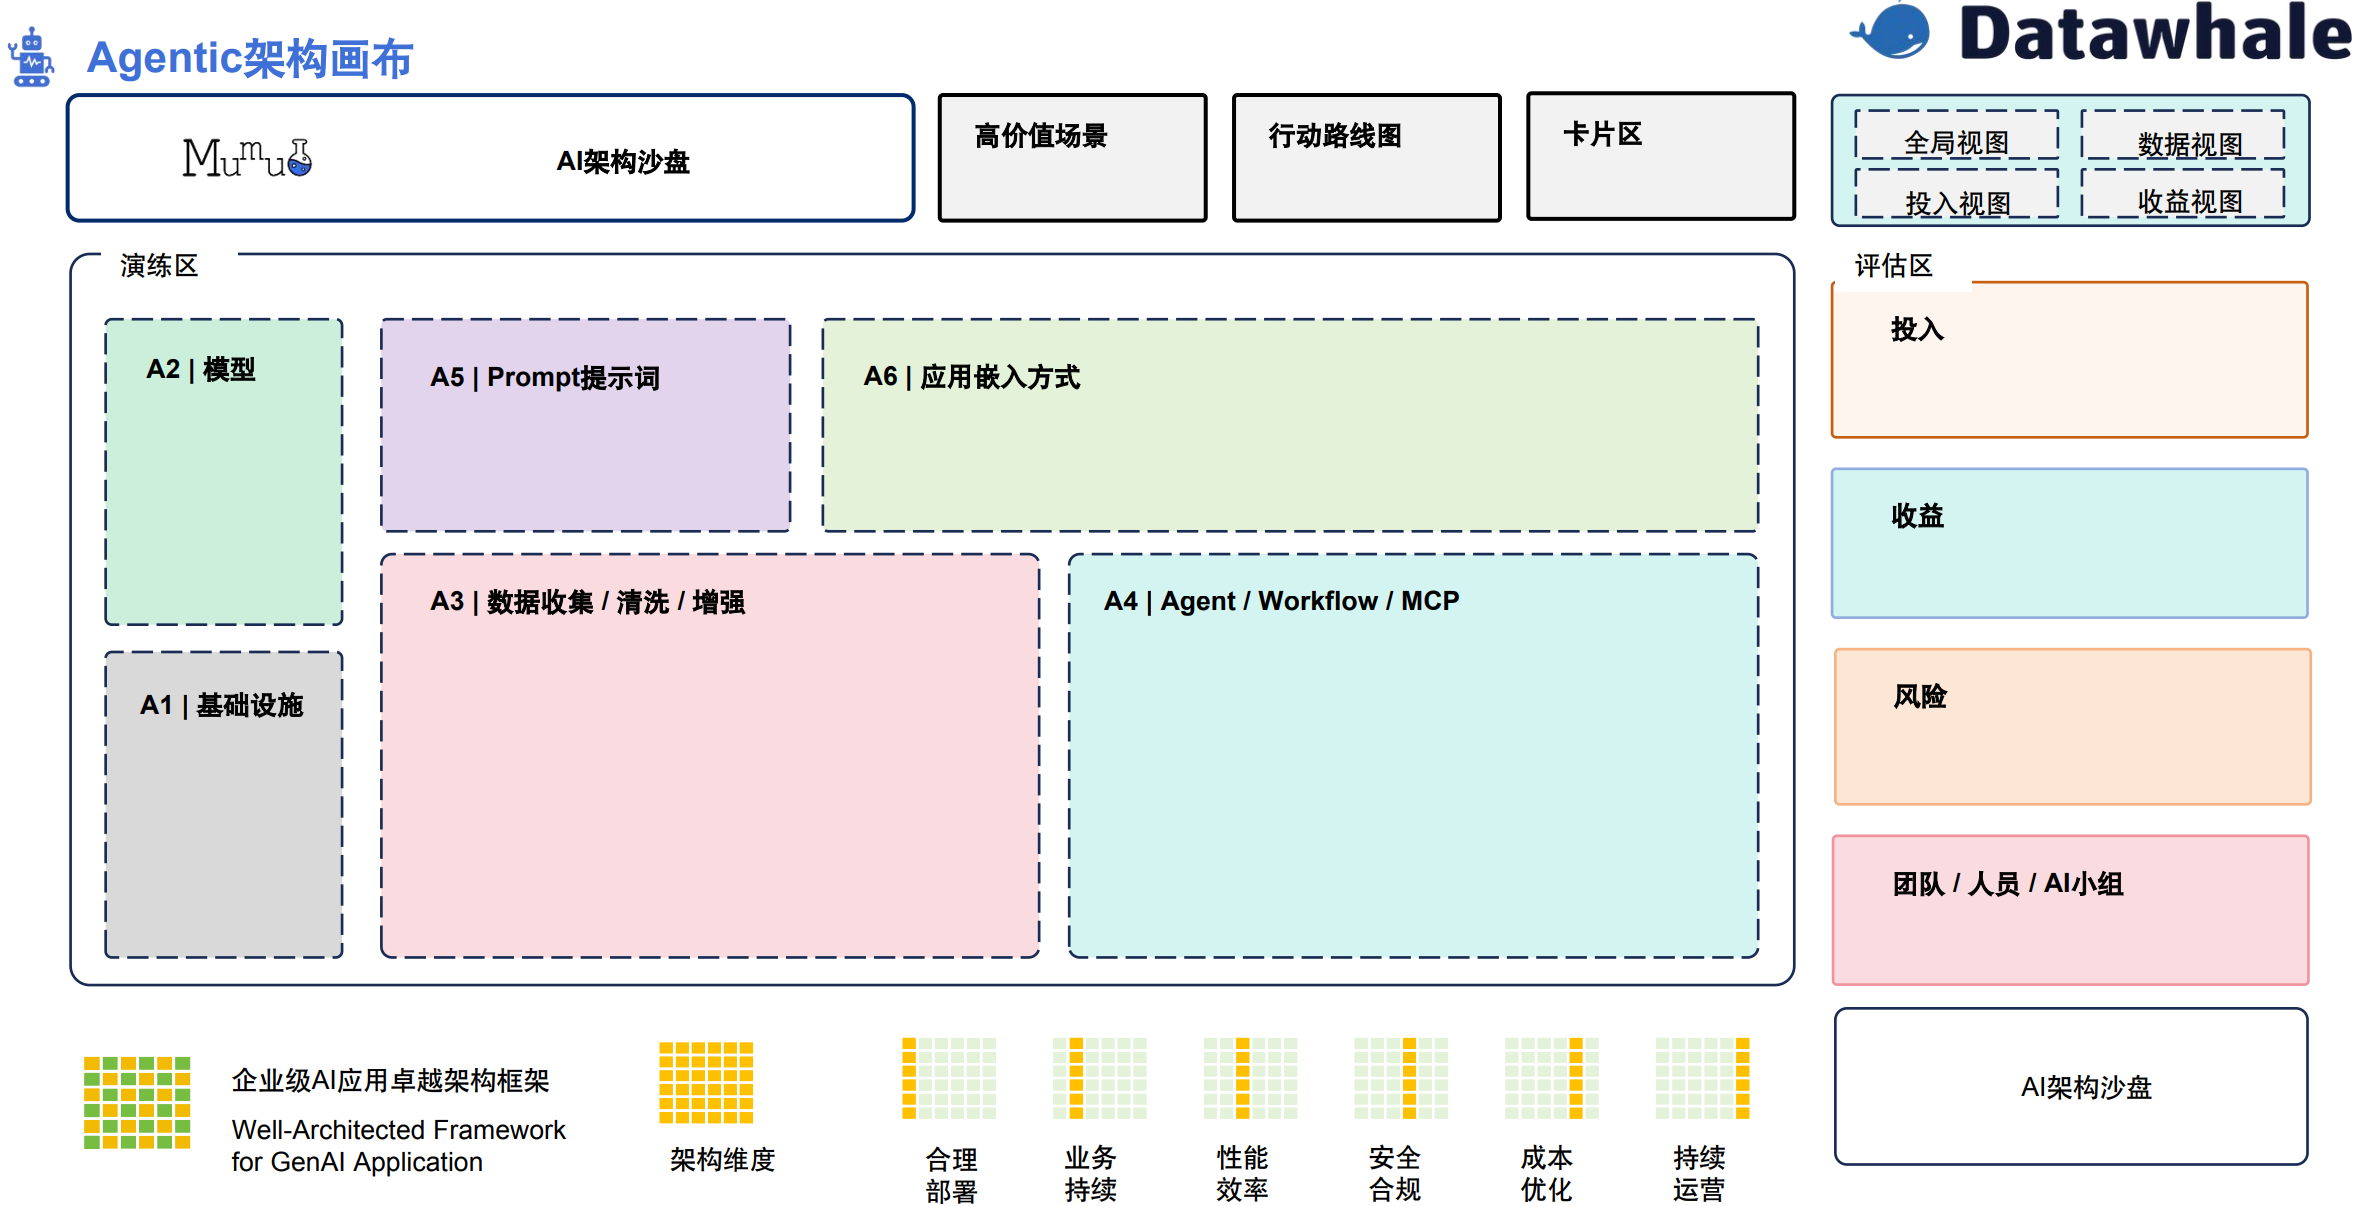 Agentic架构画布
Datawhale
Mumu
AI架构沙盘
高价值场景
行动路线图
卡片区
全局视图
数据视图
投入视图
收益视图
演练区
评估区
A2 | 模型
A5 | Prompt提示词
A6 | 应用嵌入方式
投入
A3 | 数据收集 / 清洗 / 增强
A4 | Agent / Workflow / MCP
收益
A1 | 基础设施
风险
团队 / 人员 / AI小组
企业级AI应用卓越架构框架
Well-Architected Framework
for GenAI Application
架构维度
合理
部署
业务
持续
性能
效率
安全
合规
成本
优化
持续
运营
AI架构沙盘